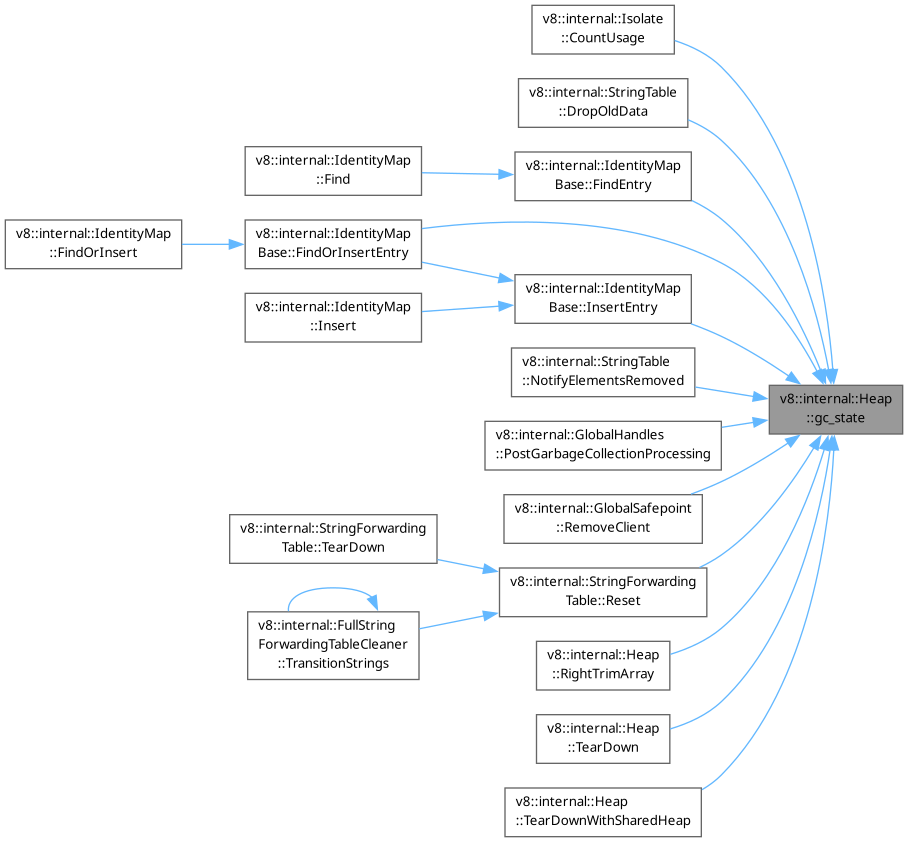 v8::internal::Isolate
::CountUsage
v8::internal::StringTable
::DropOldData
v8::internal::IdentityMap
::Find
v8::internal::IdentityMap
Base::FindEntry
v8::internal::IdentityMap
::FindOrInsert
v8::internal::IdentityMap
Base::FindOrInsertEntry
v8::internal::IdentityMap
Base::InsertEntry
v8::internal::IdentityMap
::Insert
v8::internal::StringTable
::NotifyElementsRemoved
v8::internal::Heap
::gc_state
v8::internal::GlobalHandles
::PostGarbageCollectionProcessing
v8::internal::GlobalSafepoint
::RemoveClient
v8::internal::StringForwarding
Table::TearDown
v8::internal::StringForwarding
Table::Reset
v8::internal::FullString
ForwardingTableCleaner
::TransitionStrings
v8::internal::Heap
::RightTrimArray
v8::internal::Heap
::TearDown
v8::internal::Heap
::TearDownWithSharedHeap